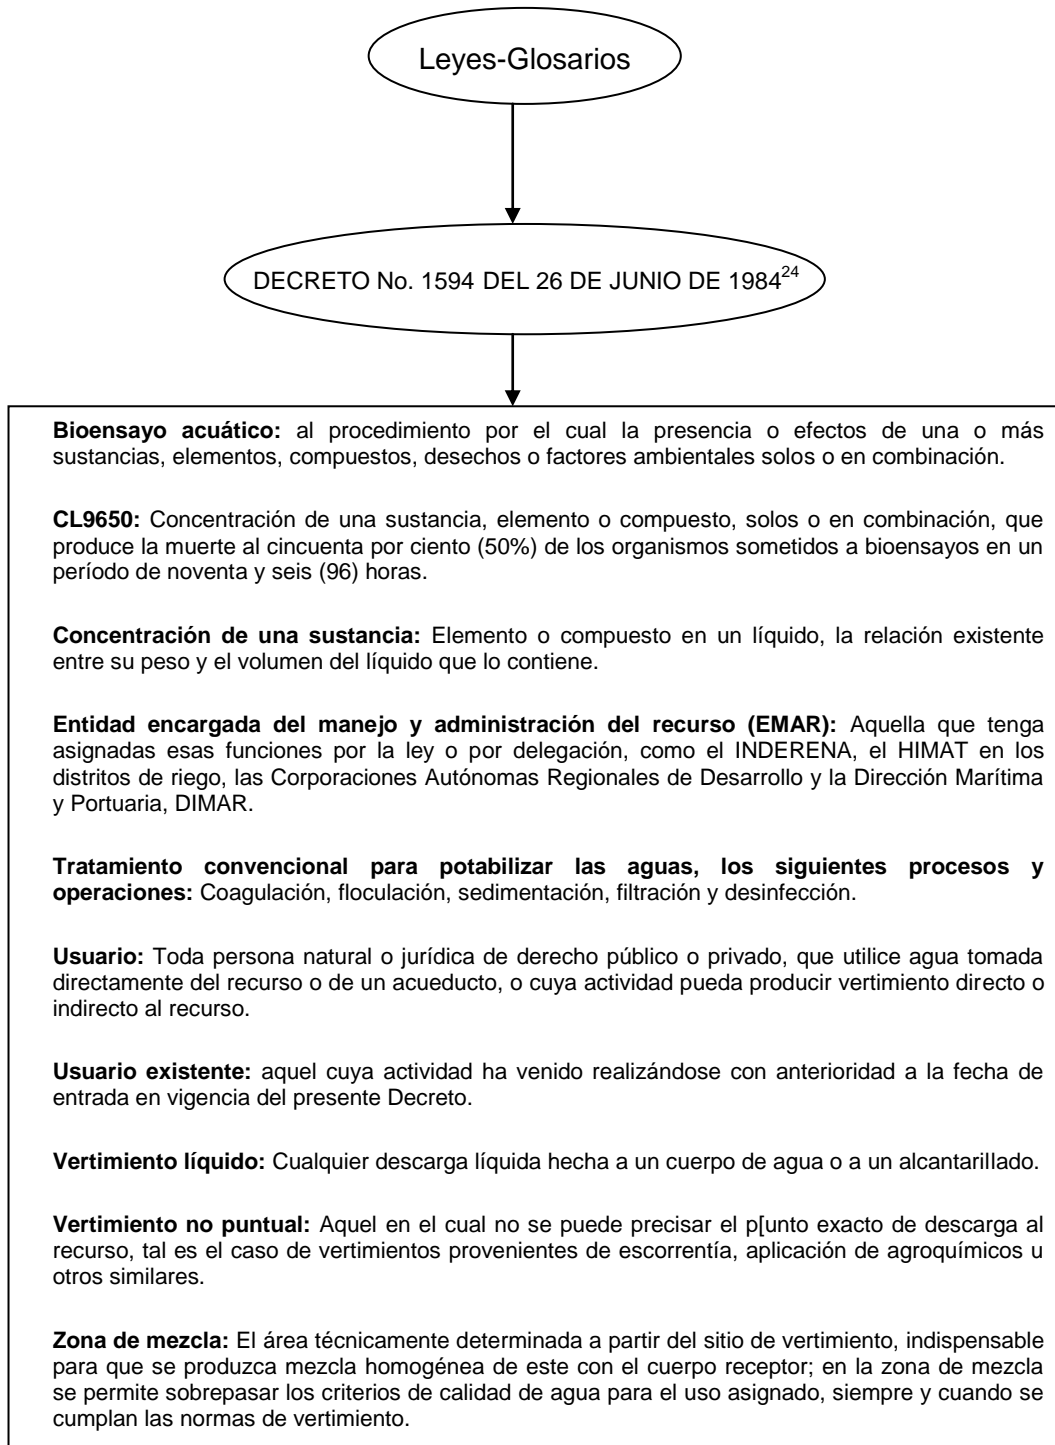 Leyes-Glosarios
DECRETO No. 1594 DEL 26 DE JUNIO DE 198424
Bioensayo acuático: al procedimiento por el cual la presencia o efectos de una o más
sustancias, elementos, compuestos, desechos o factores ambientales solos o en combinación.
CL9650: Concentración de una sustancia, elemento o compuesto, solos o en combinación, que
produce la muerte al cincuenta por ciento (50%) de los organismos sometidos a bioensayos en un
período de noventa y seis (96) horas.
Concentración de una sustancia: Elemento o compuesto en un líquido, la relación existente
entre su peso y el volumen del líquido que lo contiene.
Entidad encargada del manejo y administración del recurso (EMAR): Aquella que tenga
asignadas esas funciones por la ley o por delegación, como el INDERENA, el HIMAT en los
distritos de riego, las Corporaciones Autónomas Regionales de Desarrollo y la Dirección Marítima
y Portuaria, DIMAR.
Tratamiento convencional para potabilizar las aguas, los siguientes procesos y
operaciones: Coagulación, floculación, sedimentación, filtración y desinfección.
Usuario: Toda persona natural o jurídica de derecho público o privado, que utilice agua tomada
directamente del recurso o de un acueducto, o cuya actividad pueda producir vertimiento directo o
indirecto al recurso.
Usuario existente: aquel cuya actividad ha venido realizándose con anterioridad a la fecha de
entrada en vigencia del presente Decreto.
Vertimiento líquido: Cualquier descarga líquida hecha a un cuerpo de agua o a un alcantarillado.
Vertimiento no puntual: Aquel en el cual no se puede precisar el p[unto exacto de descarga al
recurso, tal es el caso de vertimientos provenientes de escorrentía, aplicación de agroquímicos u
otros similares.
Zona de mezcla: El área técnicamente determinada a partir del sitio de vertimiento, indispensable
para que se produzca mezcla homogénea de este con el cuerpo receptor; en la zona de mezcla
se permite sobrepasar los criterios de calidad de agua para el uso asignado, siempre y cuando se
cumplan las normas de vertimiento.